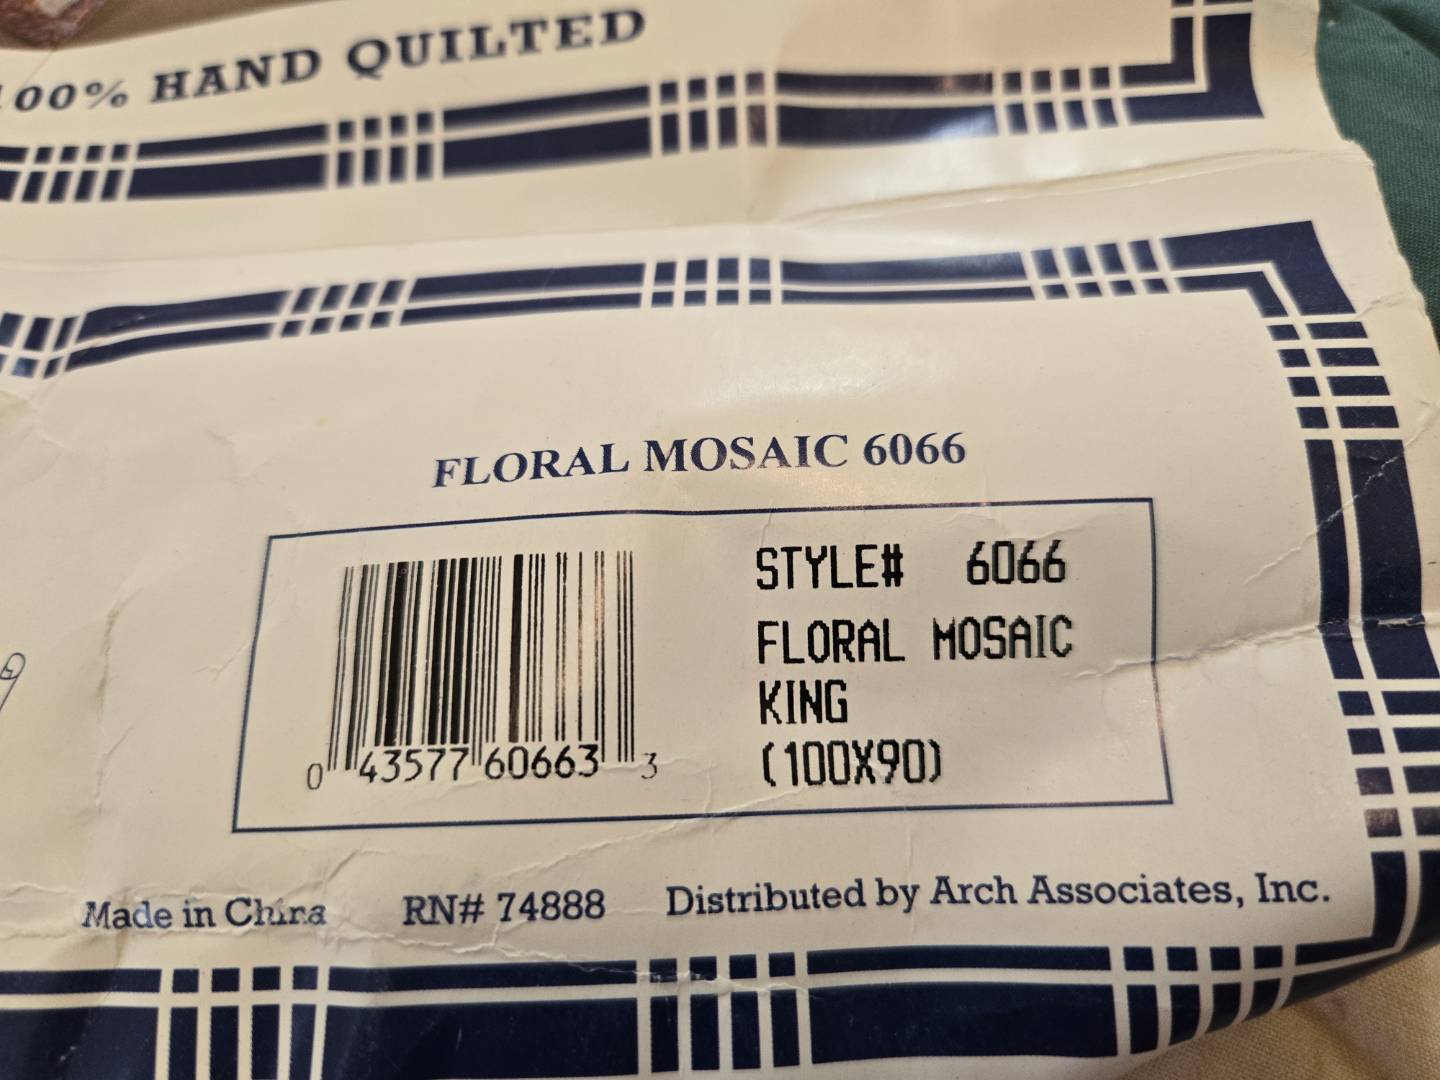 100% HAND QUILTED
FLORAL MOSAIC 6066
STYLE# 6066
FLORAL MOSAIC
KING
(100X90)
0 43577 60663 3
Made in China RN# 74888 Distributed by Arch Associates, Inc.